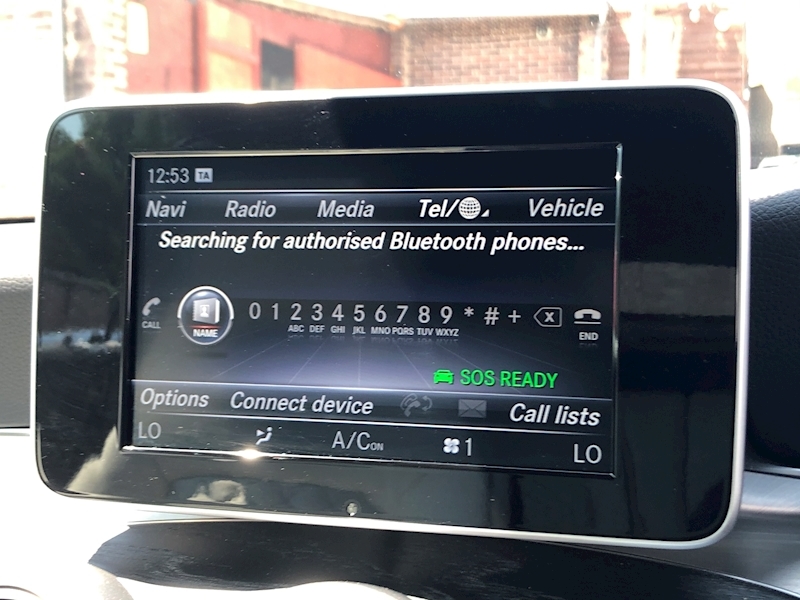 12:53 TA
Navi Radio Media Tel/ Vehicle
Searching for authorised Bluetooth phones...
0 1 2 3 4 5 6 7 8 9 * # + X
CALL NAME ABC DEF GHI JKL MNO PQRS TUV WXYZ END
SOS READY
Options Connect device Call lists
LO A/C ON 1 LO